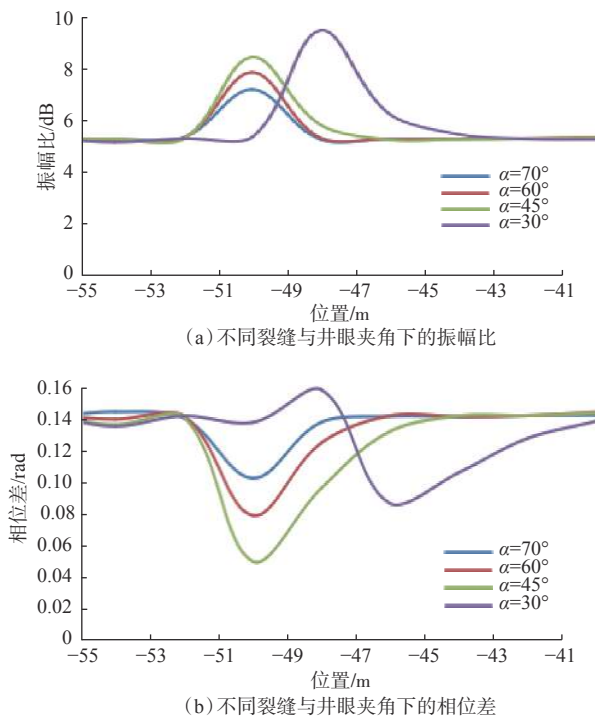 10
8
6
4
2
0
振幅比/dB
α=70°
α=60°
α=45°
α=30°
−55 −53 −51 −49 −48 −47 −45 −43 −41
位置/m
(a)不同裂缝与井眼夹角下的振幅比
0.16
0.14
0.12
0.10
0.08
0.06
0.04
0.02
0
相位差/rad
α=70°
α=60°
α=45°
α=30°
−55 −53 −51 −49 −48 −47 −45 −43 −41
位置/m
(b)不同裂缝与井眼夹角下的相位差